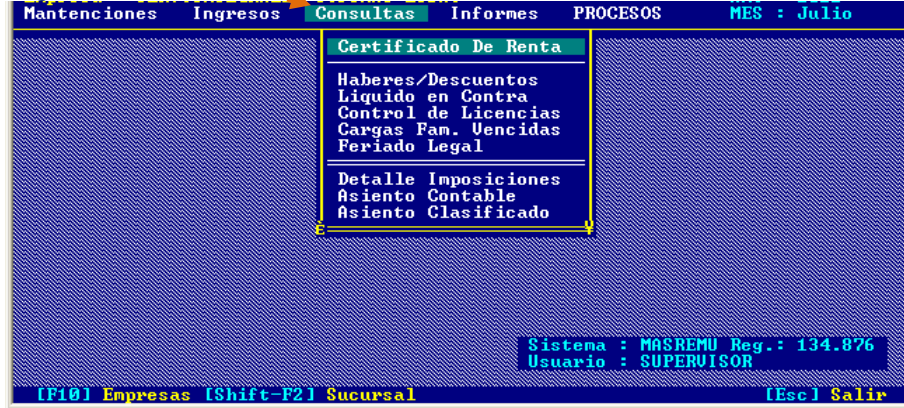 Mantenciones Ingresos Consultas Informes PROCESOS MES : Julio
Certificado De Renta
Haberes/Descuentos
Liquido en Contra
Control de Licencias
Cargas Fam. Vencidas
Feriado Legal
Detalle Imposiciones
Asiento Contable
Asiento Clasificado
Sistema : MASREMU Reg.: 134.876
Usuario : SUPERVISOR
[F10] Empresas [Shift-F2] Sucursal [Esc] Salir